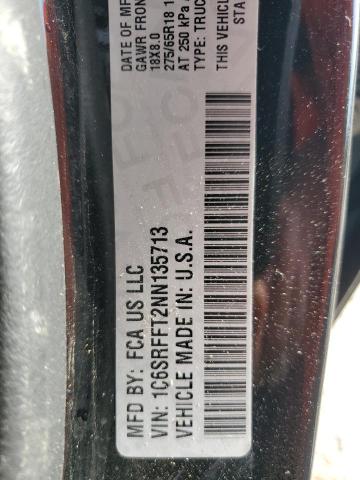 DATE OF MF
GAWR FRON
18X8.0
275/65R18 1
AT 250 kPa
TYPE: TRUC
THIS VEHIC
STA
MFD BY: FCA US LLC
VIN: 1C6SRFFT2NN135713
VEHICLE MADE IN: U.S.A.